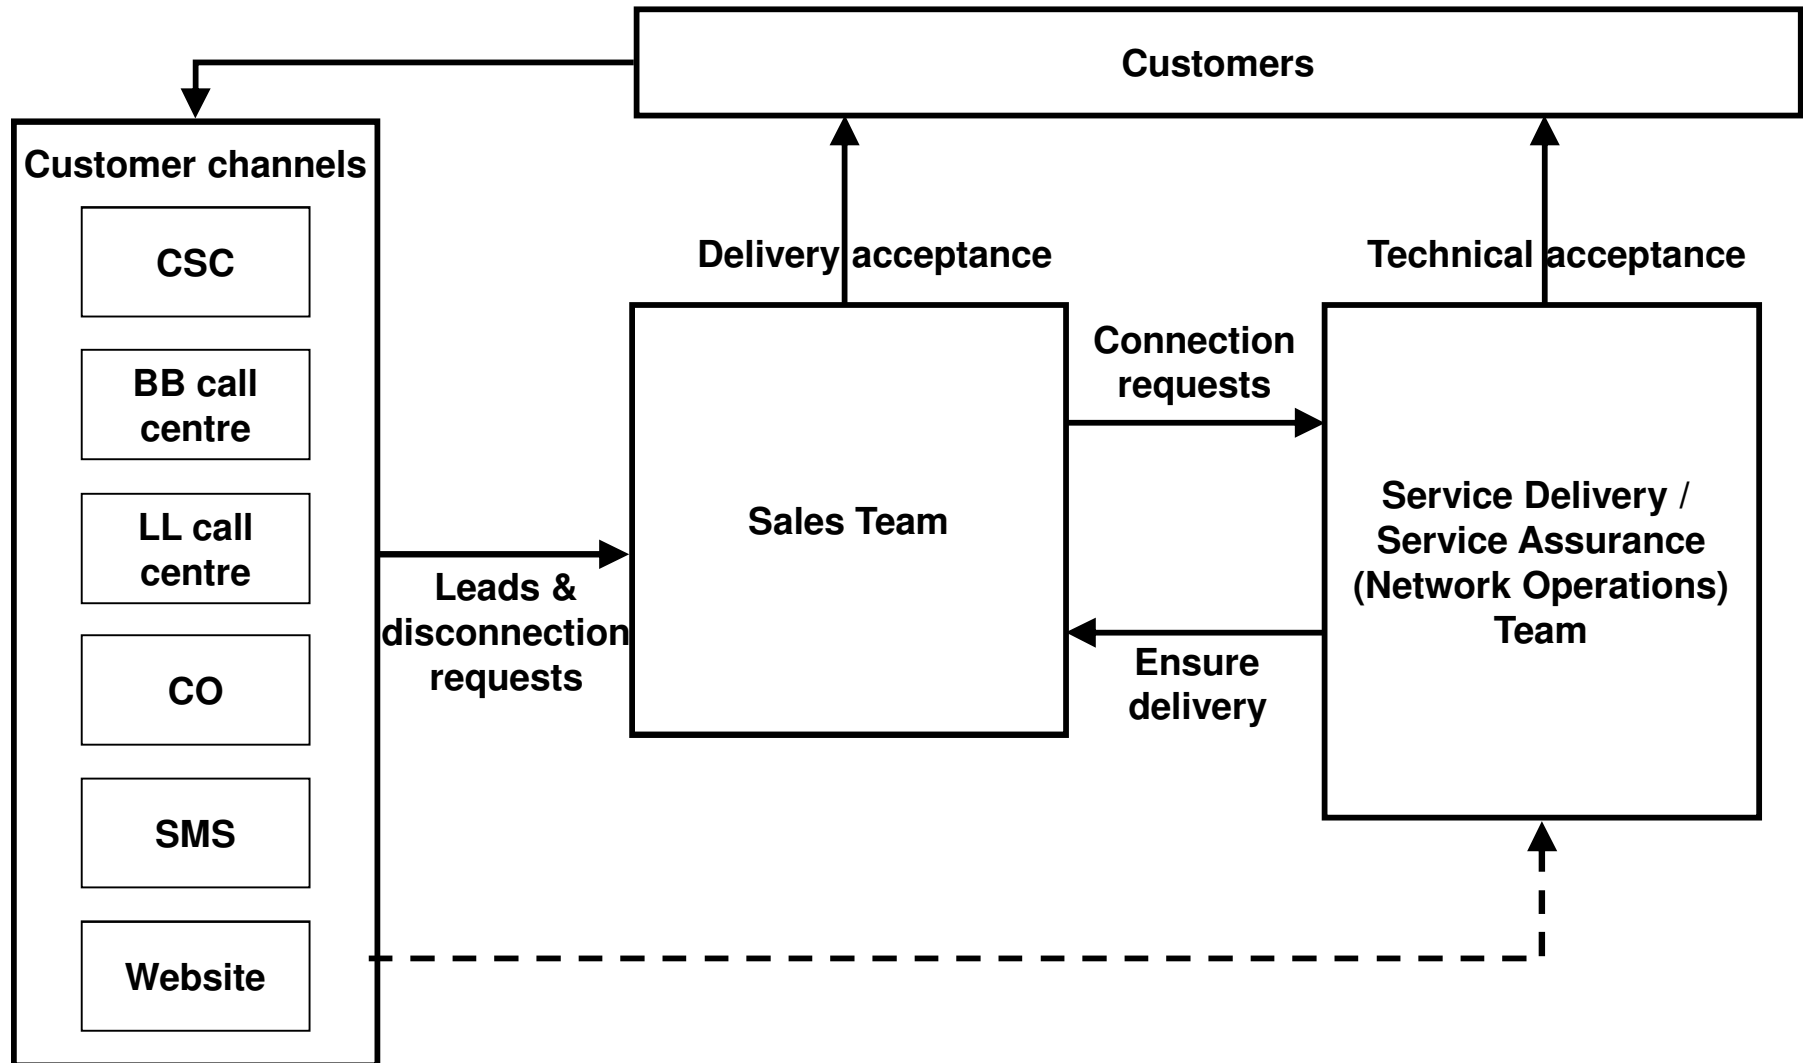 Customers
Customer channels
CSC
BB call
centre
LL call
centre
CO
SMS
Website
Leads &
disconnection
requests
Delivery acceptance
Sales Team
Connection
requests
Ensure
delivery
Technical acceptance
Service Delivery /
Service Assurance
(Network Operations)
Team